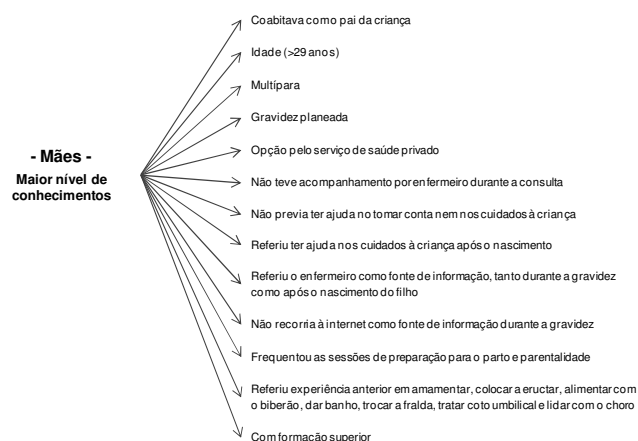 Coabitava com o pai da criança
Idade (>29 anos)
Multípara
Gravidez planeada
Opção pelo serviço de saúde privado
- Mães -
Maior nível de
conhecimentos
Não teve acompanhamento por enfermeiro durante a consulta
Não previa ter ajuda no tomar conta nem nos cuidados à criança
Referiu ter ajuda nos cuidados à criança após o nascimento
Referiu o enfermeiro como fonte de informação, tanto durante a gravidez
como após o nascimento do filho
Não recorria à internet como fonte de informação durante a gravidez
Frequentou as sessões de preparação para o parto e parentalidade
Referiu experiência anterior em amamentar, colocar a eructar, alimentar com
o biberão, dar banho, trocar a fralda, tratar coto umbilical e lidar com o choro
Com formação superior